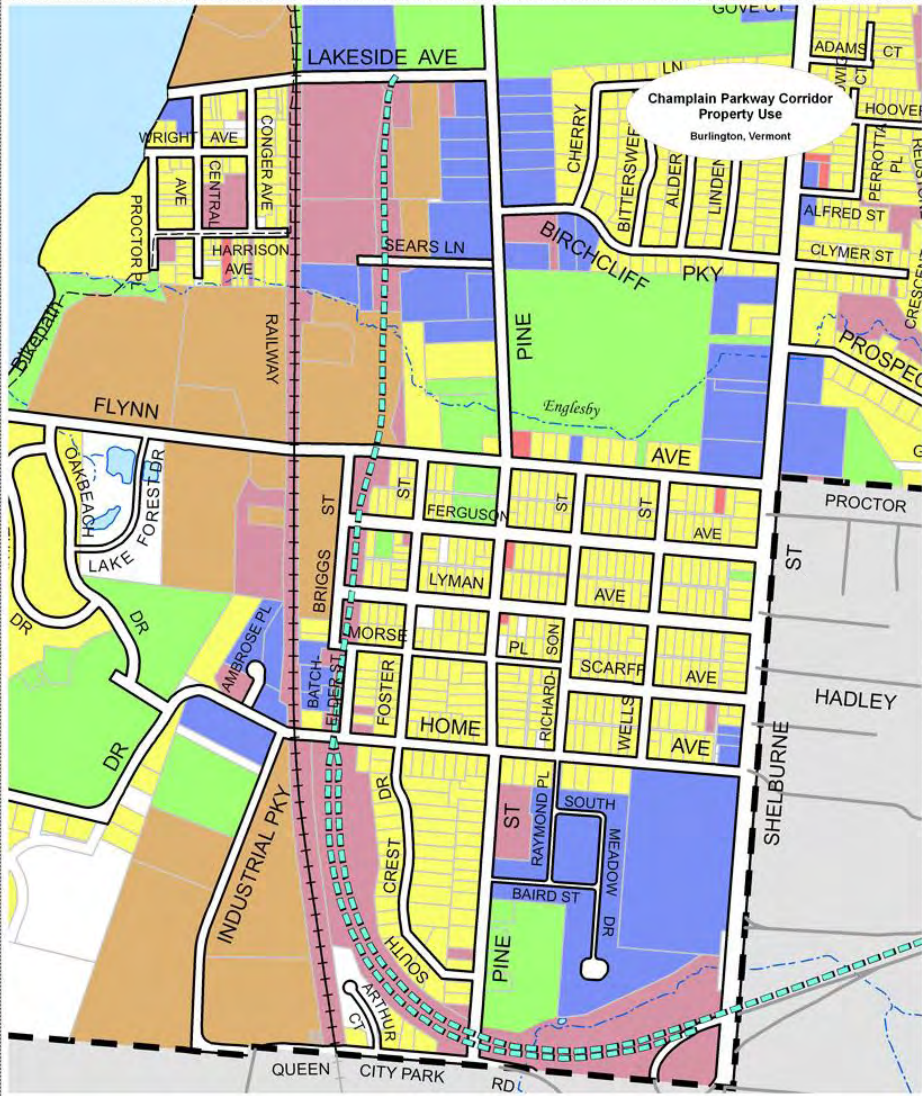 GOVE CT
LAKESIDE AVE
ADAMS CT
CT
LN
Champlain Parkway Corridor
Property Use
Burlington, Vermont
HOOVER
CHERRY
BITTERSWE
ALDER
LINDEN
PERROTTA
PL
WRIGHT AVE
CONGER AVE
CENTRAL
AVE
PROCTOR PL
HARRISON
AVE
ALFRED ST
CLYMER ST
CRESCEN
SEARS LN
BIRCHCLIFF
PKY
PINE
RAILWAY
Bikepath
PROSPEC
FLYNN
Englesby
AVE
OAKBEACH
DR
LAKE
FOREST DR
ST
ST
FERGUSON
ST
ST
AVE
PROCTOR
ST
BRIGGS
LYMAN
AVE
DR
AMBROSE PL
MORSE
PL
RICHARD-
SON
SCARFF
AVE
BATCH-
ELDER ST
FOSTER
HADLEY
HOME
WELLS
AVE
DR
SHELBURNE
INDUSTRIAL PKY
DR
CREST
SOUTH
ST
RAYMOND PL
SOUTH
MEADOW
DR
BAIRD ST
PINE
ARTHUR
CT
QUEEN
CITY PARK
RD